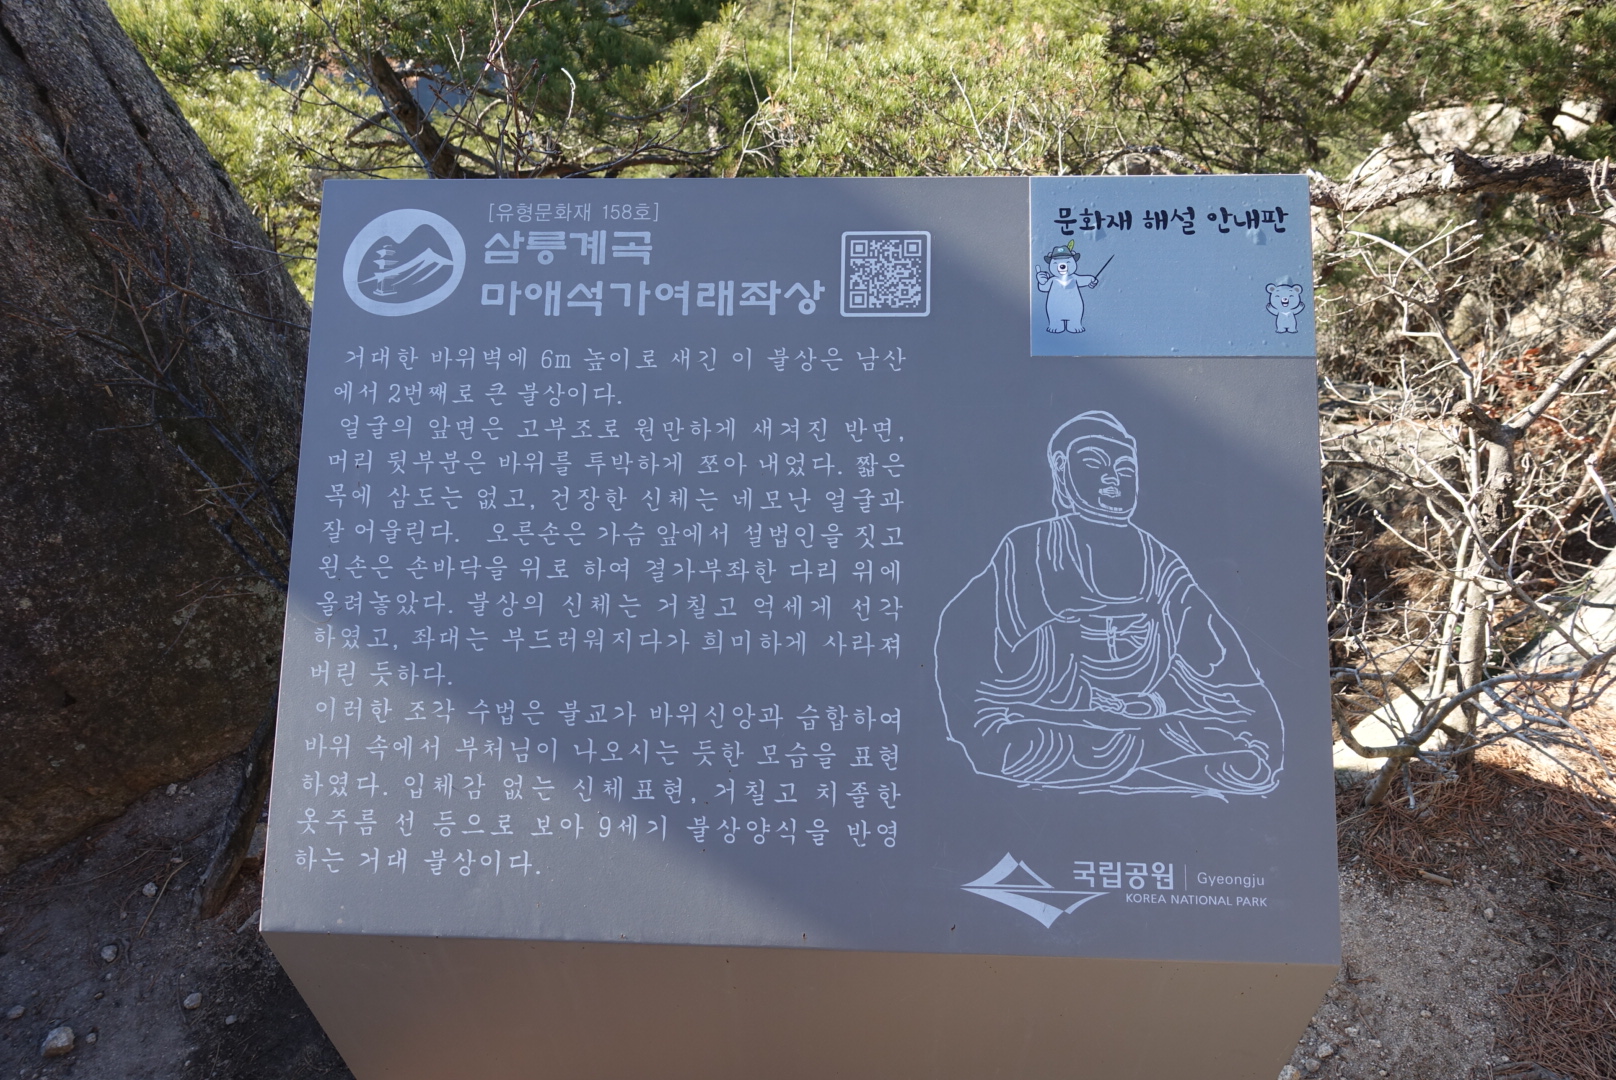 [유형문화재 158호]
삼릉계곡
마애석가여래좌상
문화재 해설 안내판
거대한 바위벽에 6m 높이로 새긴 이 불상은 남산
에서 2번째로 큰 불상이다.
얼굴의 앞면은 고부조로 원만하게 새겨진 반면,
머리 뒷부분은 바위를 투박하게 쪼아 내었다. 짧은
목에 삼도는 없고, 건장한 신체는 네모난 얼굴과
잘 어울린다. 오른손은 가슴 앞에서 설법인을 짓고
왼손은 손바닥을 위로 하여 결가부좌한 다리 위에
올려놓았다. 불상의 신체는 거칠고 억세게 선각
하였고, 좌대는 부드러워지다가 희미하게 사라져
버린 듯하다.
이러한 조각 수법은 불교가 바위신앙과 습합하여
바위 속에서 부처님이 나오시는 듯한 모습을 표현
하였다. 입체감 없는 신체표현, 거칠고 치졸한
옷주름 선 등으로 보아 9세기 불상양식을 반영
하는 거대 불상이다.
국립공원 Gyeongju
KOREA NATIONAL PARK